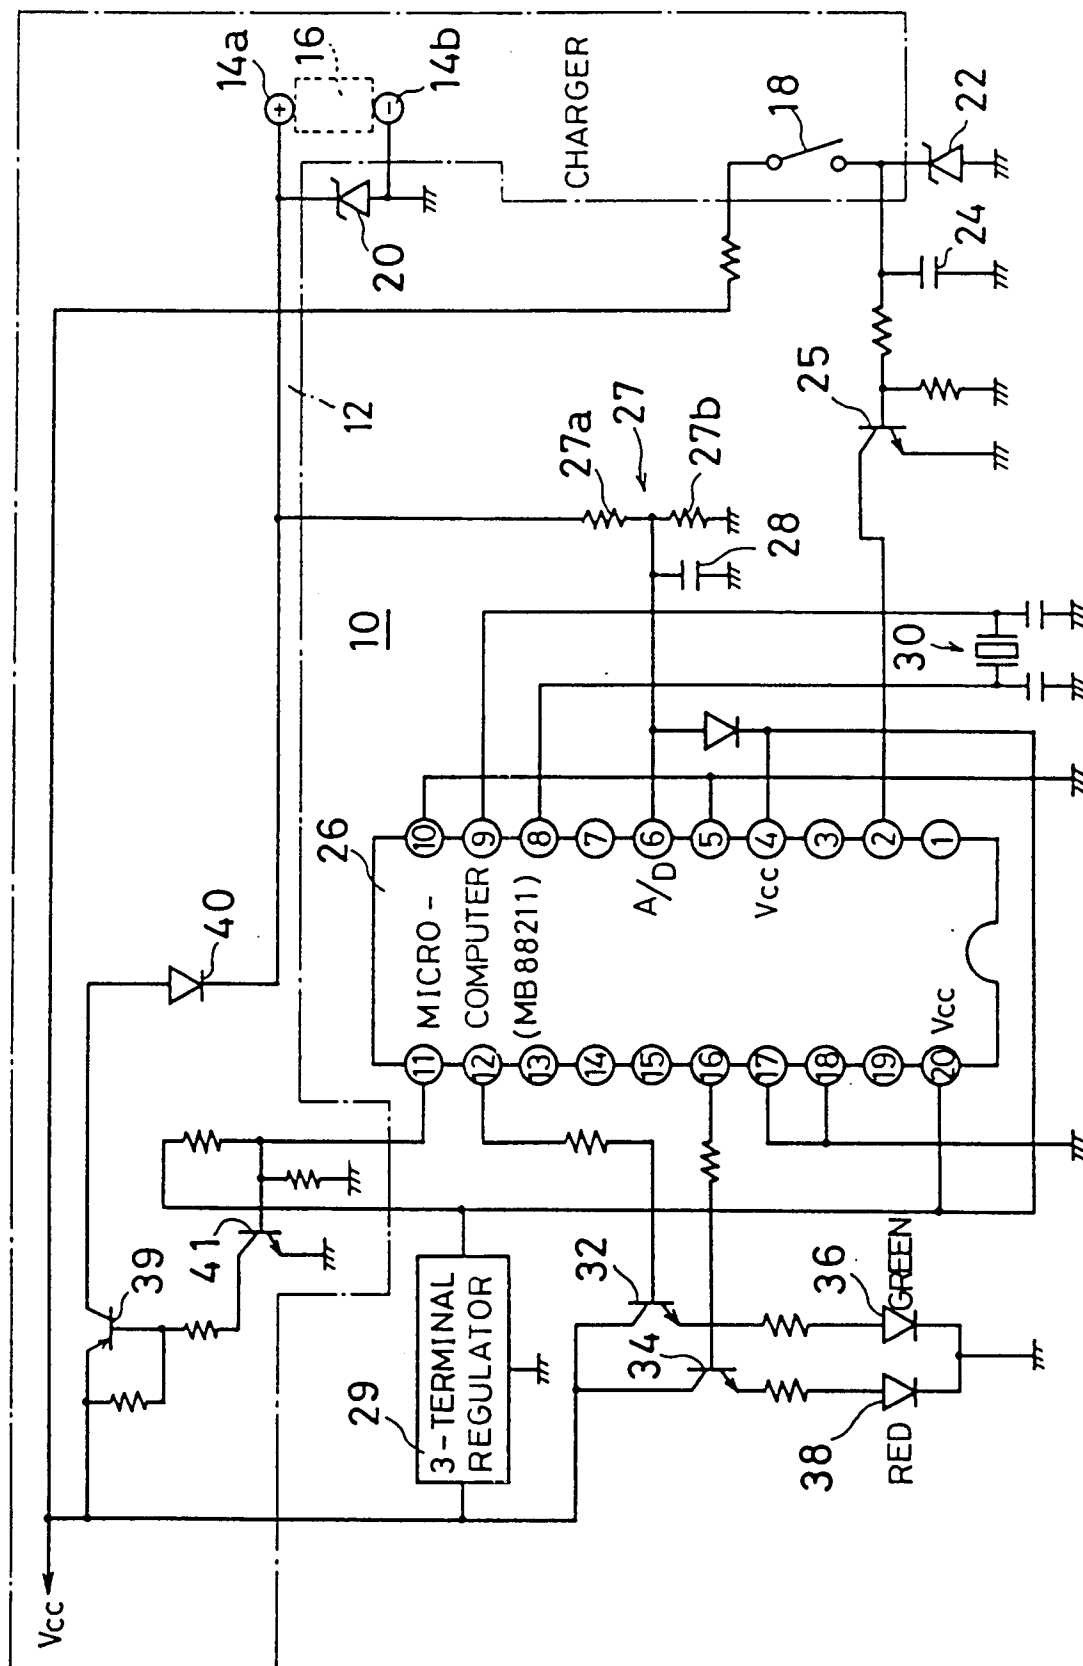 Vcc
39
40
41
14a
16
14b
+
-
20
12
CHARGER
18
22
24
25
27a
27
27b
28
10
30
26
MICRO-
COMPUTER
(MB88211)
A/D
Vcc
Vcc
10
9
8
7
6
5
4
3
2
1
11
12
13
14
15
16
17
18
19
20
29
3-TERMINAL
REGULATOR
32
34
36
GREEN
38
RED